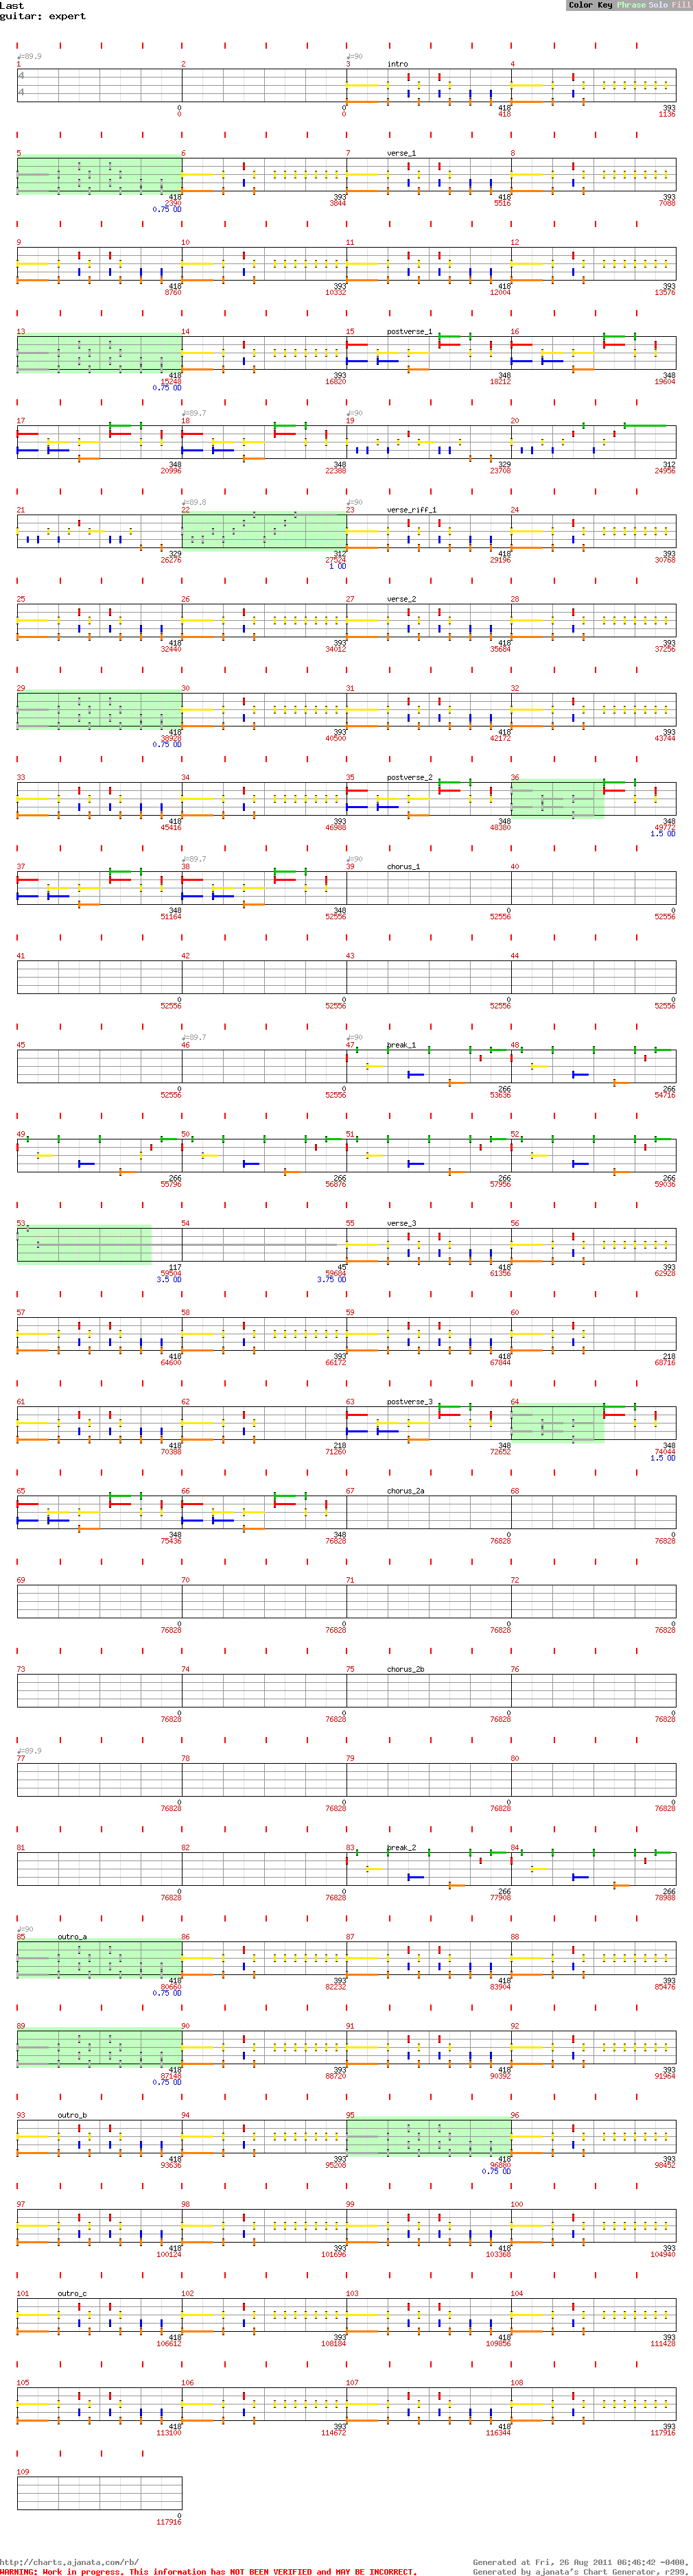 Last
guitar: expert
Color Key Phrase Solo Fill
♩=89.9 ♩=90
1 2 3 intro 4
4
4
0 0 418 393
0 0 418 1136
5 6 7 verse_1 8
418 393 418 393
2390 3844 5516 7088
0.75 OD
9 10 11 12
418 393 418 393
8760 10332 12004 13576
13 14 15 postverse_1 16
418 393 348 348
15248 16820 18212 19604
0.75 OD
♩=89.7 ♩=90
17 18 19 20
348 348 329 312
20996 22388 23708 24956
♩=89.8 ♩=90
21 22 23 verse_riff_1 24
329 312 418 393
26276 27524 29196 30768
1 OD
25 26 27 verse_2 28
418 393 418 393
32440 34012 35684 37256
29 30 31 32
418 393 418 393
38928 40500 42172 43744
0.75 OD
33 34 35 postverse_2 36
418 393 348 348
45416 46988 48380 49772
1.5 OD
♩=89.7 ♩=90
37 38 39 chorus_1 40
348 348 0 0
51164 52556 52556 52556
41 42 43 44
0 0 0 0
52556 52556 52556 52556
♩=89.7 ♩=90
45 46 47 break_1 48
0 0 266 266
52556 52556 53636 54716
49 50 51 52
266 266 266 266
55796 56876 57956 59036
53 54 55 verse_3 56
117 45 418 393
59504 59684 61356 62928
3.5 OD 3.75 OD
57 58 59 60
418 393 418 218
64600 66172 67844 68716
61 62 63 postverse_3 64
418 218 348 348
70388 71260 72652 74044
1.5 OD
65 66 67 chorus_2a 68
348 348 0 0
75436 76828 76828 76828
69 70 71 72
0 0 0 0
76828 76828 76828 76828
73 74 75 chorus_2b 76
0 0 0 0
76828 76828 76828 76828
♩=89.9
77 78 79 80
0 0 0 0
76828 76828 76828 76828
81 82 83 break_2 84
0 0 266 266
76828 76828 77908 78988
♩=90
85 outro_a 86 87 88
418 393 418 393
80660 82232 83904 85476
0.75 OD
89 90 91 92
418 393 418 393
87148 88720 90392 91964
0.75 OD
93 outro_b 94 95 96
418 393 418 393
93636 95208 96880 98452
0.75 OD
97 98 99 100
418 393 418 393
100124 101696 103368 104940
101 outro_c 102 103 104
418 393 418 393
106612 108184 109856 111428
105 106 107 108
418 393 418 393
113100 114672 116344 117916
109
0
117916
http://charts.ajanata.com/rb/ Generated at Fri, 26 Aug 2011 06:46:42 -0400.
WARNING: Work in progress. This information has NOT BEEN VERIFIED and MAY BE INCORRECT. Generated by ajanata's Chart Generator, r299.